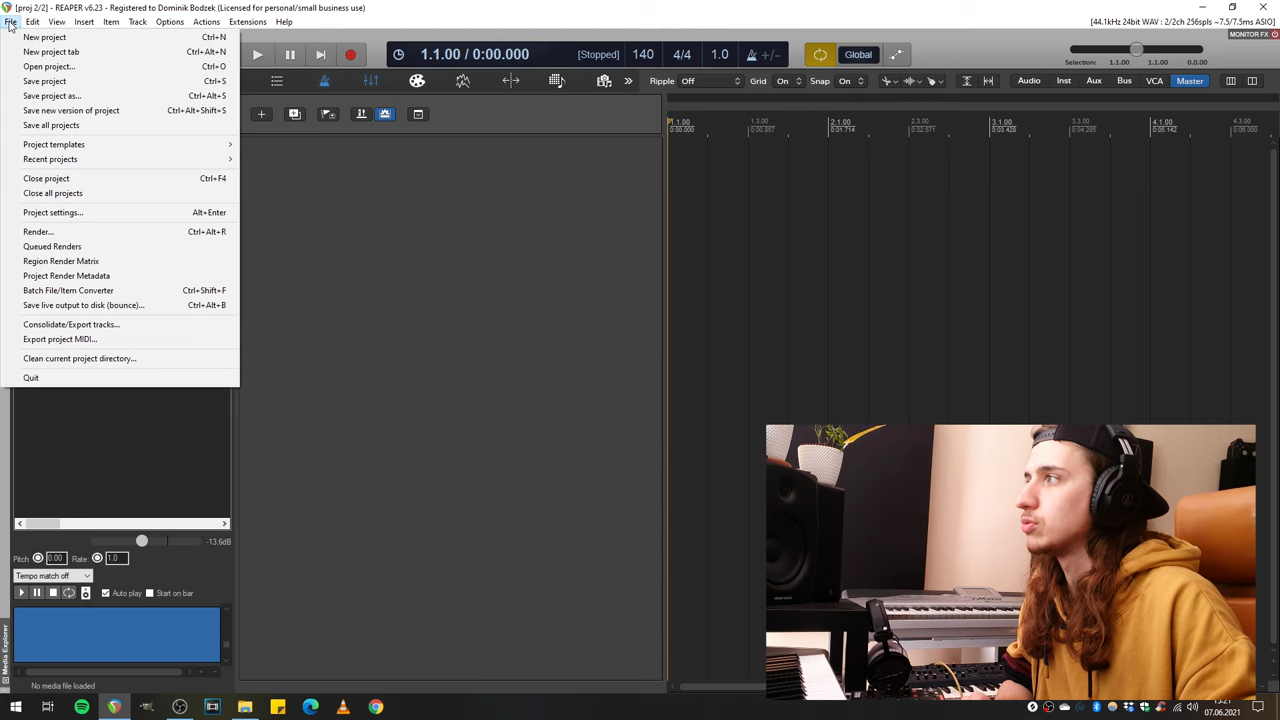 [proj 2/2] - REAPER v6.23 - Registered to Dominik Bodzek (Licensed for personal/small business use)
File Edit View Insert Item Track Options Actions Extensions Help
[44.1kHz 24bit WAV : 2/2ch 256spls ~7.5/7.5ms ASIO]
MONITOR FX
New project Ctrl+N
New project tab Ctrl+Alt+N
Open project... Ctrl+O
Save project Ctrl+S
Save project as... Ctrl+Alt+S
Save new version of project Ctrl+Alt+Shift+S
Save all projects
Project templates
Recent projects
Close project Ctrl+F4
Close all projects
Project settings... Alt+Enter
Render... Ctrl+Alt+R
Queued Renders
Region Render Matrix
Project Render Metadata
Batch File/Item Converter Ctrl+Shift+F
Save live output to disk (bounce)... Ctrl+Alt+B
Consolidate/Export tracks...
Export project MIDI...
Clean current project directory...
Quit
1.1.00 / 0:00.000 [Stopped] 140 4/4 1.0 Global
Selection: 1.1.00 1.1.00 0.0.00
Ripple Off Grid On Snap On Audio Inst Aux Bus VCA Master
1.1.00 1.3.00 2.1.00 2.3.00 3.1.00 3.3.00 4.1.00 4.3.00
0:00.000 0:00.857 0:01.714 0:02.571 0:03.428 0:04.285 0:05.142 0:06.000
-13.6dB
Pitch 0.00 Rate: 1.0
Tempo match off
Auto play Start on bar
Media Explorer
No media file loaded
15:21
07.06.2021